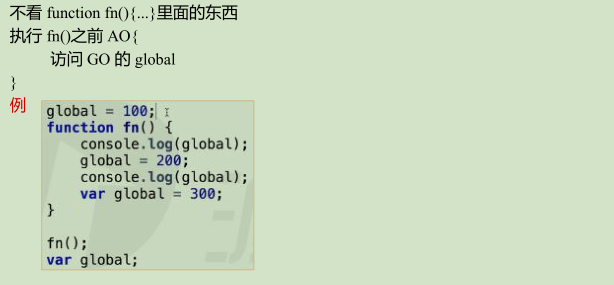 不看 function fn(){...}里面的东西
执行 fn()之前 AO{
访问 GO 的 global
}
例
global = 100;
function fn() {
console.log(global);
global = 200;
console.log(global);
var global = 300;
}
fn();
var global;